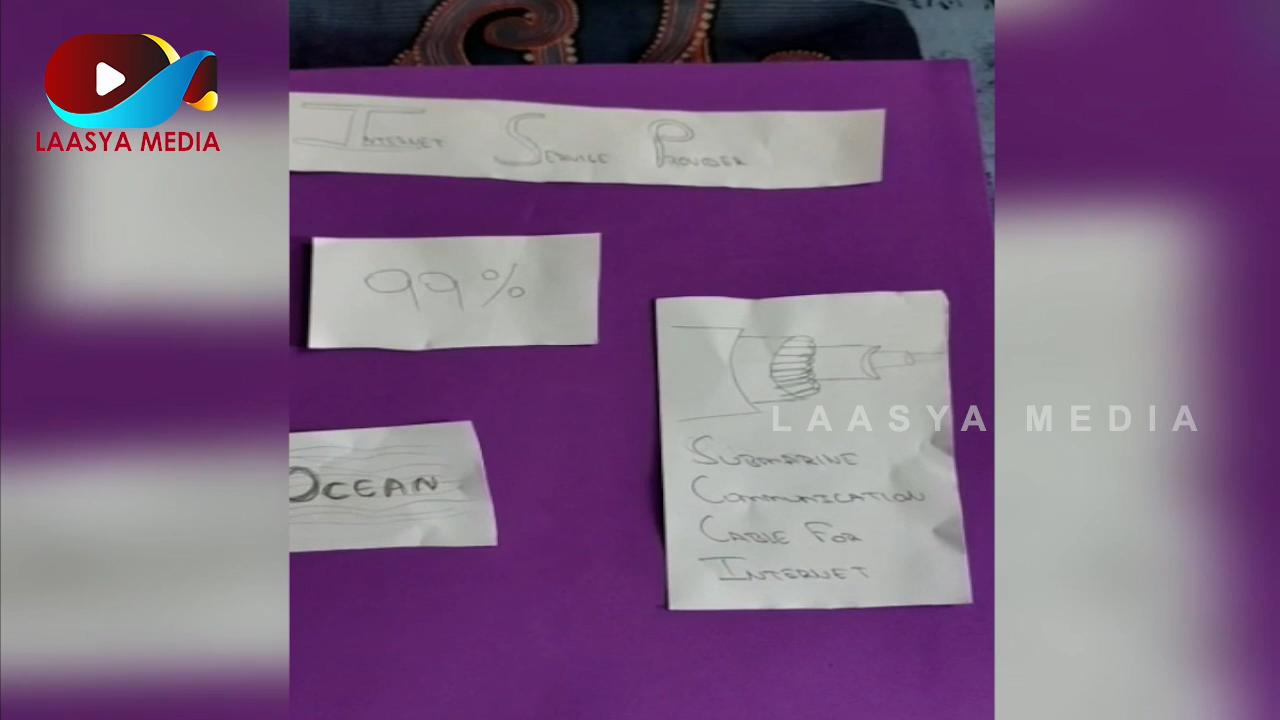 LAASYA MEDIA
INTERNET SERVICE PROVIDER
99%
OCEAN
LAASYA MEDIA
SUBMARINE
COMMUNICATION
CABLE FOR
INTERNET